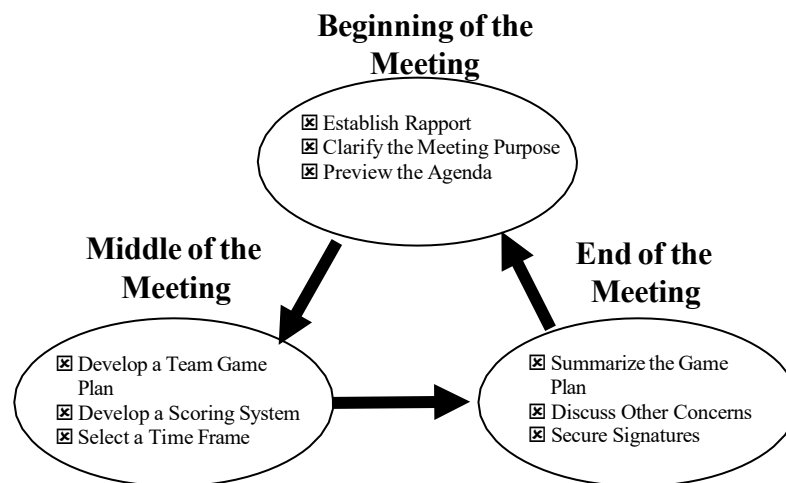 Beginning of the
Meeting
☒ Establish Rapport
☒ Clarify the Meeting Purpose
☒ Preview the Agenda
Middle of the
Meeting
☒ Develop a Team Game
Plan
☒ Develop a Scoring System
☒ Select a Time Frame
End of the
Meeting
☒ Summarize the Game
Plan
☒ Discuss Other Concerns
☒ Secure Signatures